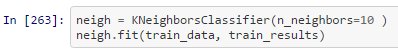 In [263]: neigh = KNeighborsClassifier(n_neighbors=10 )
neigh.fit(train_data, train_results)